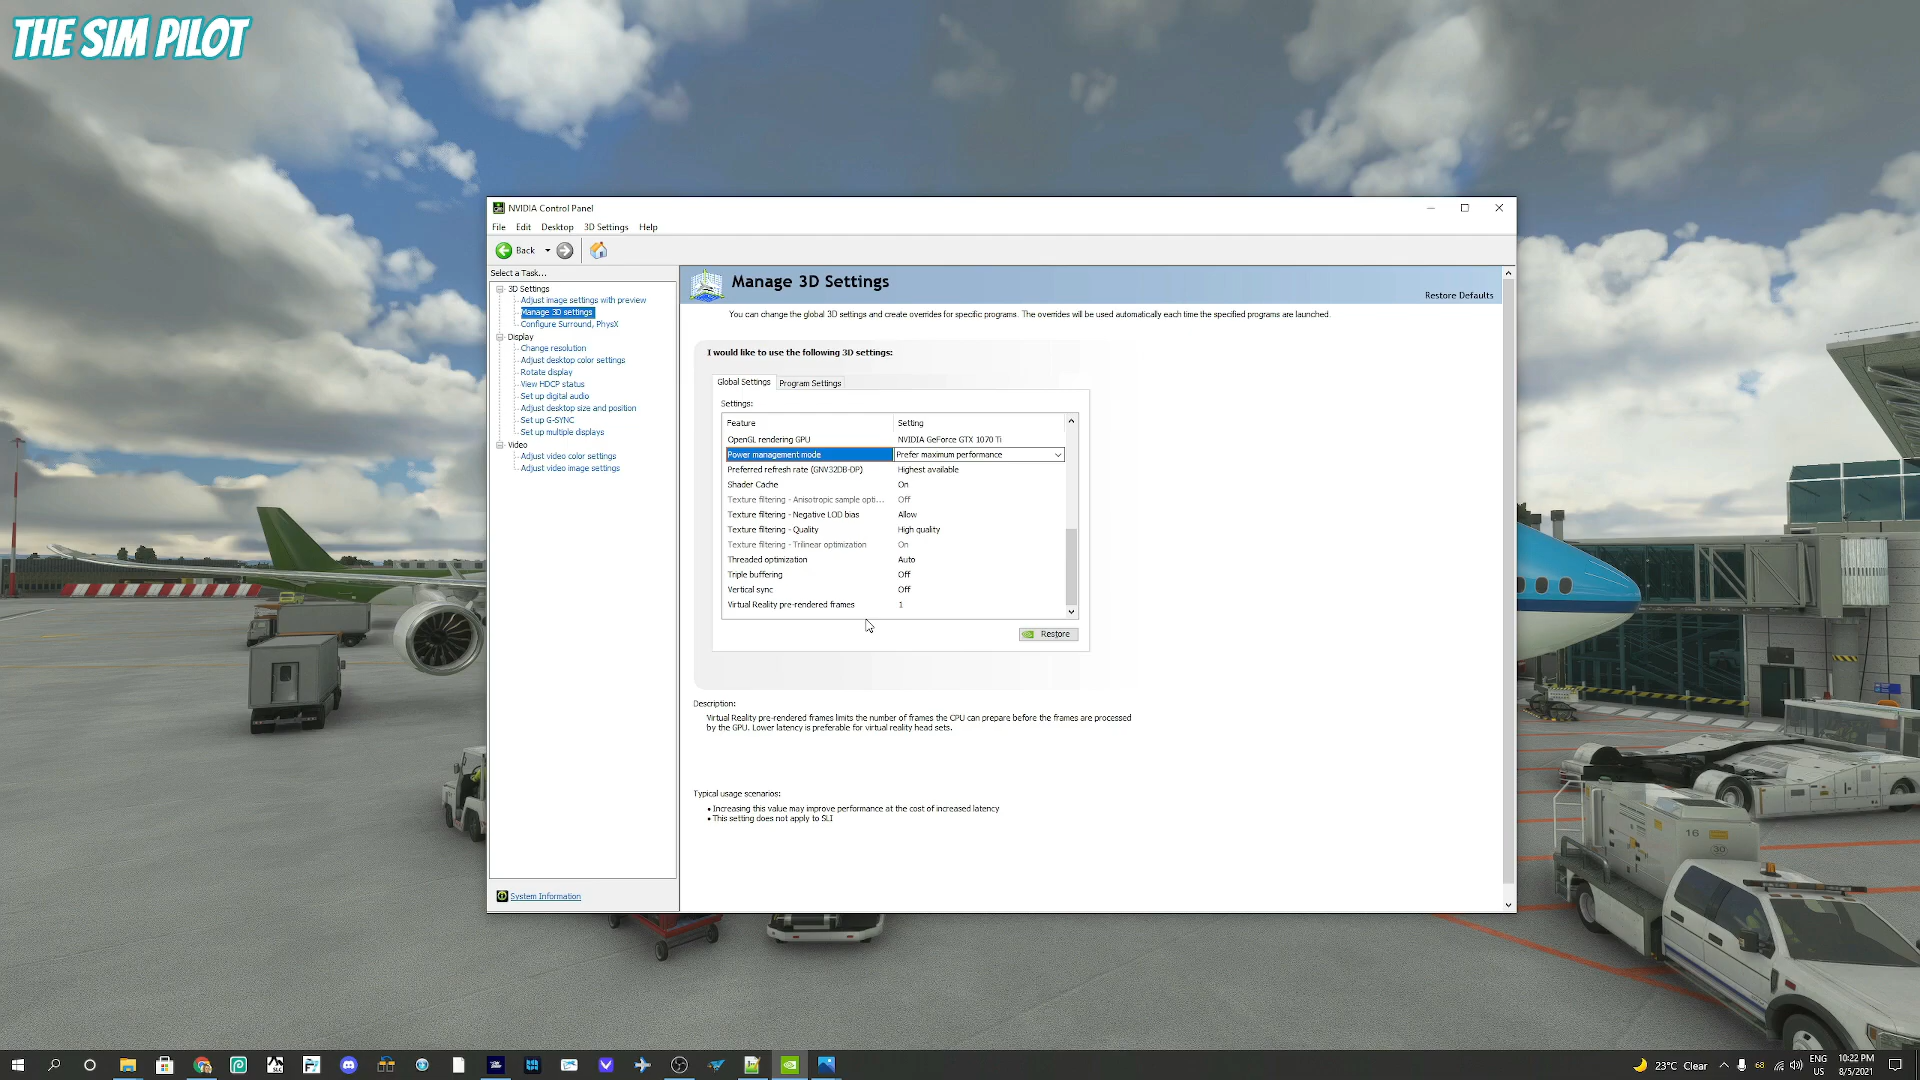 THE SIM PILOT
NVIDIA Control Panel
File Edit Desktop 3D Settings Help
Back
Select a Task...
3D Settings
Adjust image settings with preview
Manage 3D settings
Configure Surround, PhysX
Display
Change resolution
Adjust desktop color settings
Rotate display
View HDCP status
Set up digital audio
Adjust desktop size and position
Set up G-SYNC
Set up multiple displays
Video
Adjust video color settings
Adjust video image settings
System Information
Manage 3D Settings
Restore Defaults
You can change the global 3D settings and create overrides for specific programs. The overrides will be used automatically each time the specified programs are launched.
I would like to use the following 3D settings:
Global Settings Program Settings
Settings:
Feature Setting
OpenGL rendering GPU NVIDIA GeForce GTX 1070 Ti
Power management mode Prefer maximum performance
Preferred refresh rate (GNV32DB-DP) Highest available
Shader Cache On
Texture filtering - Anisotropic sample opti... Off
Texture filtering - Negative LOD bias Allow
Texture filtering - Quality High quality
Texture filtering - Trilinear optimization On
Threaded optimization Auto
Triple buffering Off
Vertical sync Off
Virtual Reality pre-rendered frames 1
Restore
Description:
Virtual Reality pre-rendered frames limits the number of frames the CPU can prepare before the frames are processed
by the GPU. Lower latency is preferable for virtual reality head sets.
Typical usage scenarios:
• Increasing this value may improve performance at the cost of increased latency
• This setting does not apply to SLI
16
30
23°C Clear
68
ENG
US
10:22 PM
8/5/2021